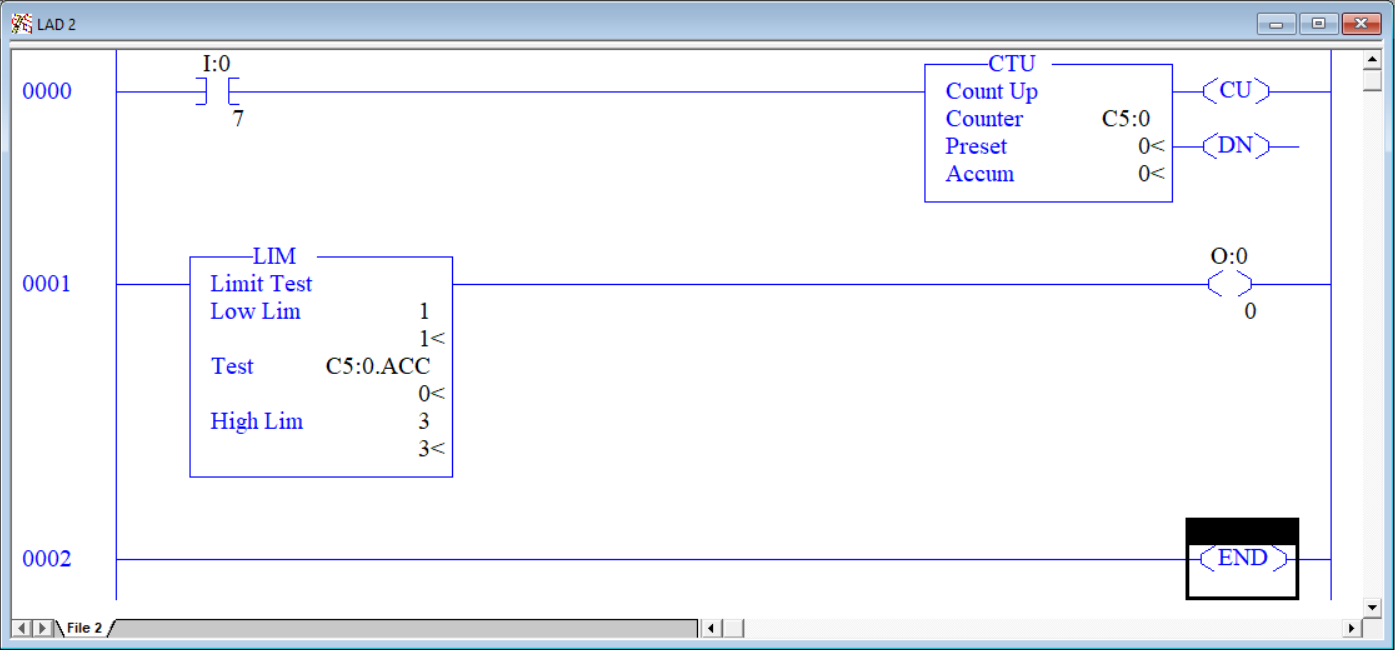 LAD 2
I:0
0000
7
CTU
Count Up
Counter C5:0
Preset 0<
Accum 0<
CU
DN
0001
LIM
Limit Test
Low Lim 1
1<
Test C5:0.ACC
0<
High Lim 3
3<
O:0
0
0002
END
File 2